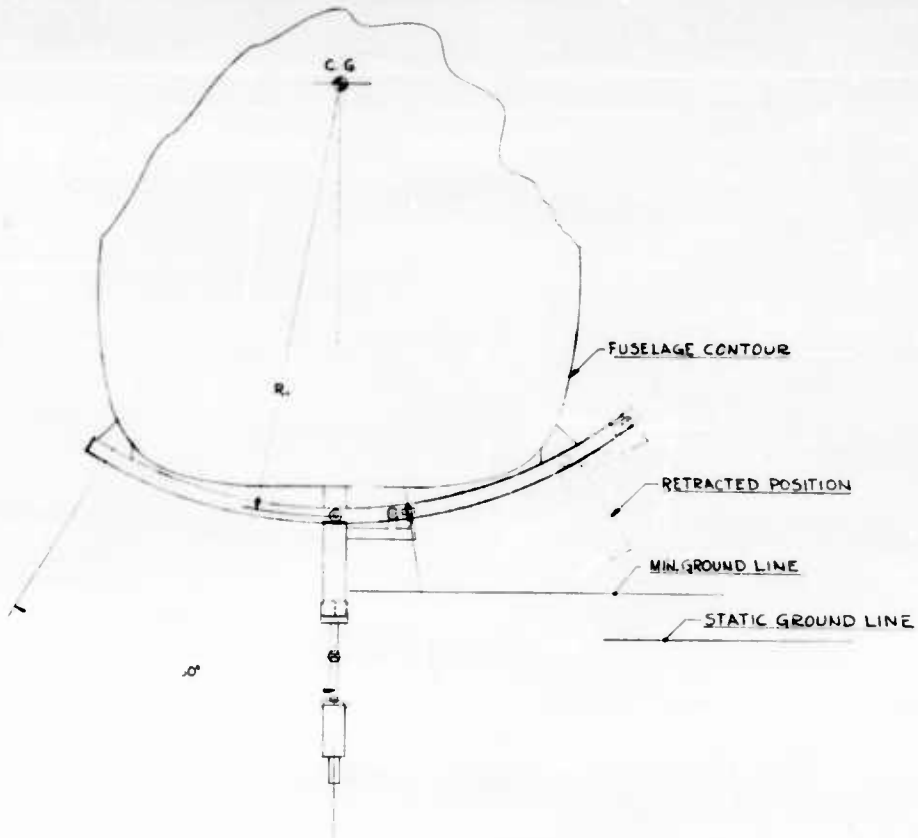 C.G
FUSELAGE CONTOUR
R
RETRACTED POSITION
MIN. GROUND LINE
STATIC GROUND LINE